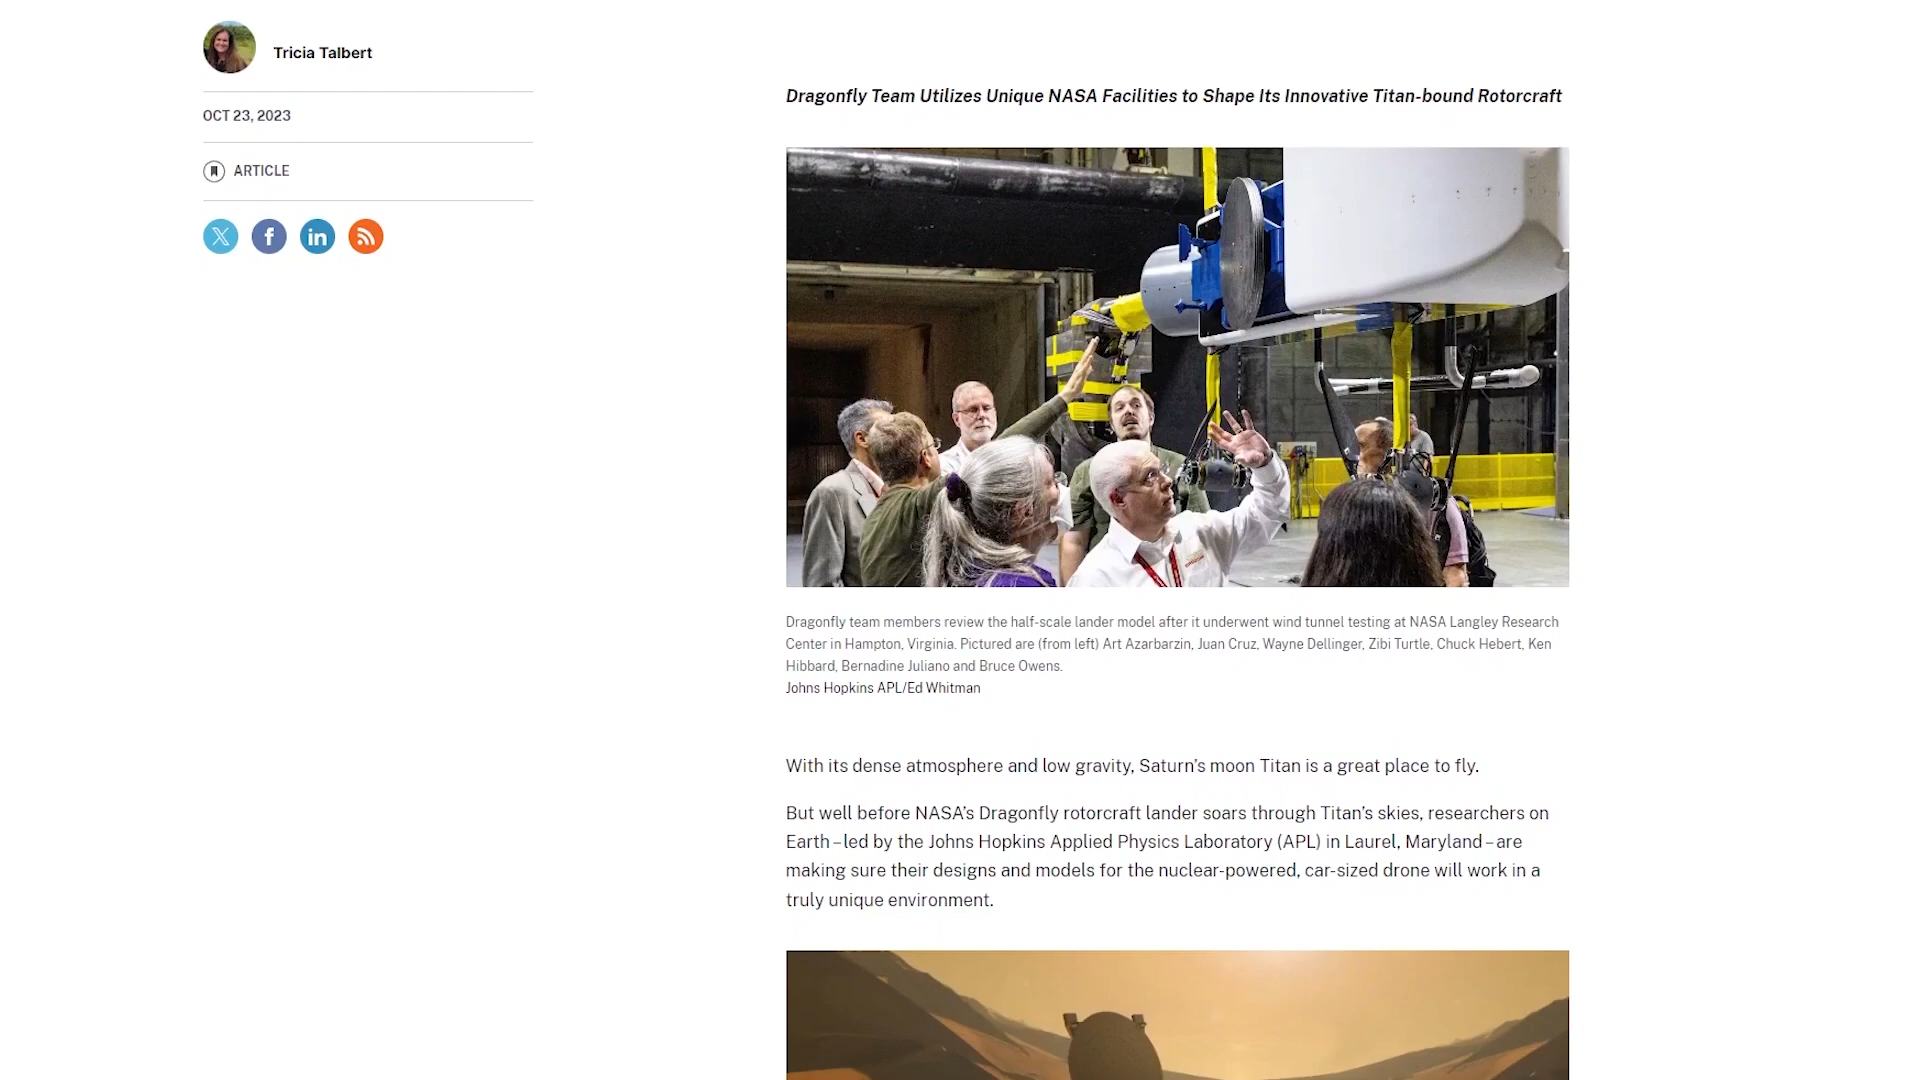 Tricia Talbert
OCT 23, 2023
ARTICLE
Dragonfly Team Utilizes Unique NASA Facilities to Shape Its Innovative Titan-bound Rotorcraft
Dragonfly team members review the half-scale lander model after it underwent wind tunnel testing at NASA Langley Research
Center in Hampton, Virginia. Pictured are (from left) Art Azarbarzin, Juan Cruz, Wayne Dellinger, Zibi Turtle, Chuck Hebert, Ken
Hibbard, Bernadine Juliano and Bruce Owens.
Johns Hopkins APL/Ed Whitman
With its dense atmosphere and low gravity, Saturn's moon Titan is a great place to fly.
But well before NASA’s Dragonfly rotorcraft lander soars through Titan’s skies, researchers on
Earth – led by the Johns Hopkins Applied Physics Laboratory (APL) in Laurel, Maryland – are
making sure their designs and models for the nuclear-powered, car-sized drone will work in a
truly unique environment.